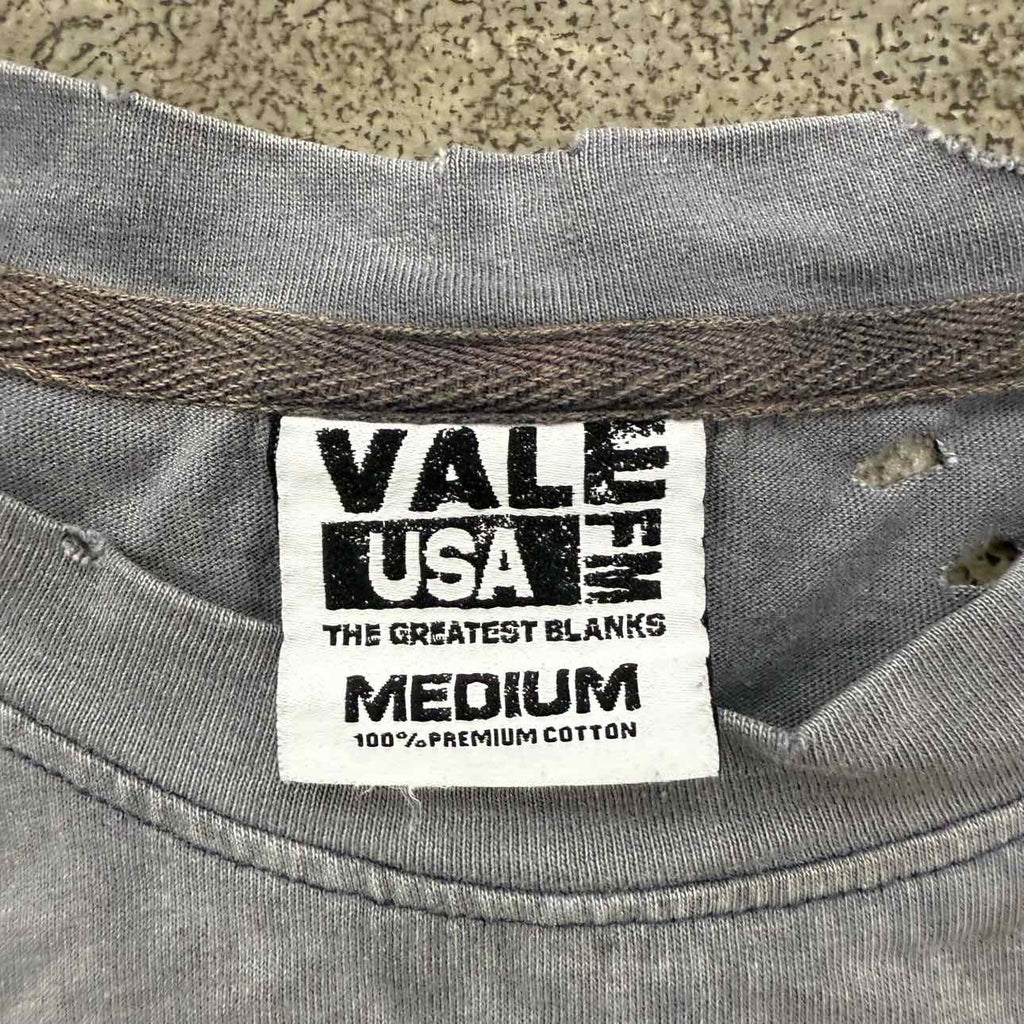 VALE
FM
USA
THE GREATEST BLANKS
MEDIUM
100% PREMIUM COTTON